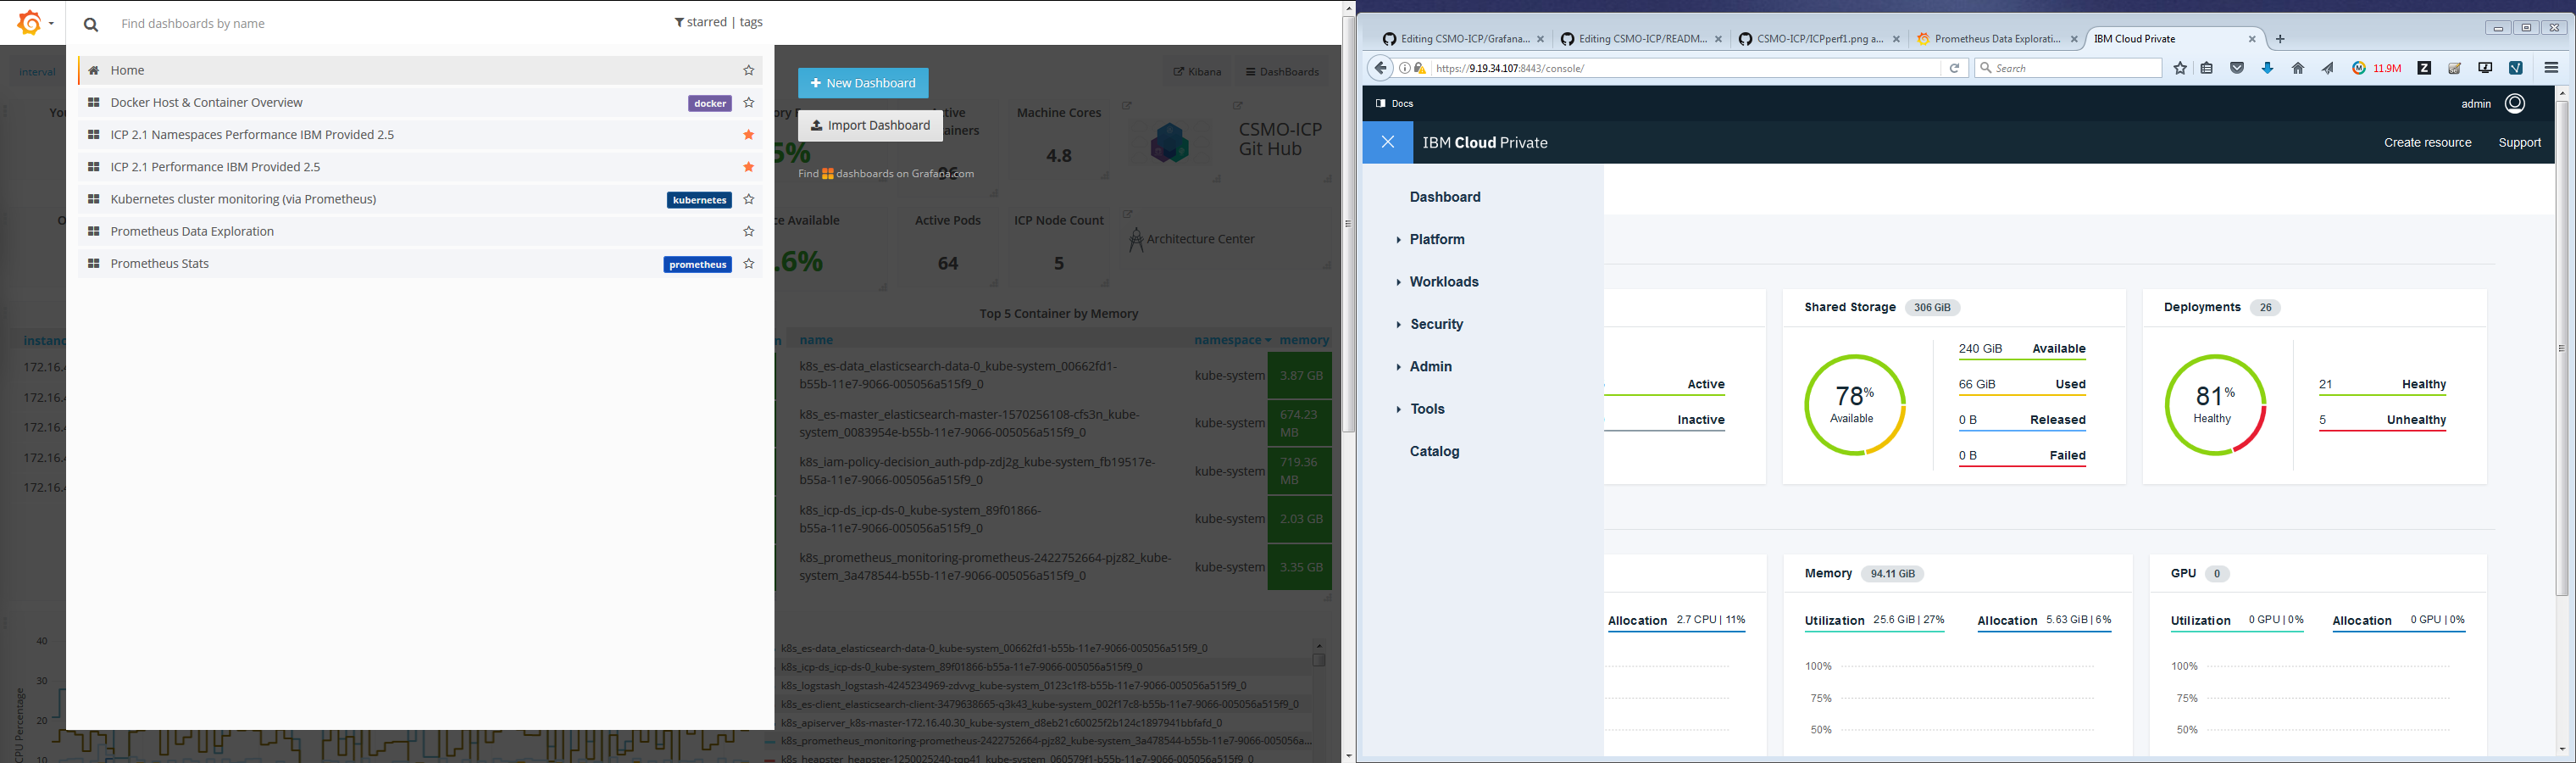 Find dashboards by name
starred | tags
Home
Docker Host & Container Overview
docker
ICP 2.1 Namespaces Performance IBM Provided 2.5
ICP 2.1 Performance IBM Provided 2.5
Kubernetes cluster monitoring (via Prometheus)
kubernetes
Prometheus Data Exploration
Prometheus Stats
prometheus
New Dashboard
Import Dashboard
Find dashboards on Grafana.com
Interval
Kibana
DashBoards
Machine Cores
4.8
CSMO-ICP
Git Hub
5%
Available
.6%
Active Pods
64
ICP Node Count
5
Architecture Center
Top 5 Container by Memory
name
namespace
memory
k8s_es-data_elasticsearch-data-0_kube-system_00662fd1-
b55b-11e7-9066-005056a515f9_0
kube-system
3.87 GB
k8s_es-master_elasticsearch-master-1570256108-cfs3n_kube-
system_0083954e-b55b-11e7-9066-005056a515f9_0
kube-system
674.23
MB
k8s_iam-policy-decision_auth-pdp-zdj2g_kube-system_fb19517e-
b55a-11e7-9066-005056a515f9_0
kube-system
719.36
MB
k8s_icp-ds_icp-ds-0_kube-system_89f01866-
b55a-11e7-9066-005056a515f9_0
kube-system
2.03 GB
k8s_prometheus_monitoring-prometheus-2422752664-pjz82_kube-
system_3a478544-b55b-11e7-9066-005056a515f9_0
kube-system
3.35 GB
172.16.4
172.16.4
172.16.4
172.16.4
172.16.4
CPU Percentage
40
30
20
10
k8s_es-data_elasticsearch-data-0_kube-system_00662fd1-b55b-11e7-9066-005056a515f9_0
k8s_icp-ds_icp-ds-0_kube-system_89f01866-b55a-11e7-9066-005056a515f9_0
k8s_logstash_logstash-4245234969-zdvvg_kube-system_0123c1f8-b55b-11e7-9066-005056a515f9_0
k8s_es-client_elasticsearch-client-3479638665-q3k43_kube-system_002f17c8-b55b-11e7-9066-005056a515f9_0
k8s_apiserver_k8s-master-172.16.40.30_kube-system_d8eb21c60025f2b124c1897941bbfafd_0
k8s_prometheus_monitoring-prometheus-2422752664-pjz82_kube-system_3a478544-b55b-11e7-9066-005056a...
Editing CSMO-ICP/Grafana...
Editing CSMO-ICP/READM...
CSMO-ICP/ICPperf1.png a...
Prometheus Data Explorati...
IBM Cloud Private
https://9.19.34.107:8443/console/
Search
11.9M
Docs
admin
IBM Cloud Private
Create resource
Support
Dashboard
Platform
Workloads
Security
Admin
Tools
Catalog
Active
Inactive
Shared Storage
306 GiB
78%
Available
240 GiB Available
66 GiB Used
0 B Released
0 B Failed
Deployments
26
81%
Healthy
21 Healthy
5 Unhealthy
Allocation 2.7 CPU | 11%
Memory
94.11 GiB
Utilization 25.6 GiB | 27%
Allocation 5.63 GiB | 6%
100%
75%
50%
GPU
0
Utilization 0 GPU | 0%
Allocation 0 GPU | 0%
100%
75%
50%